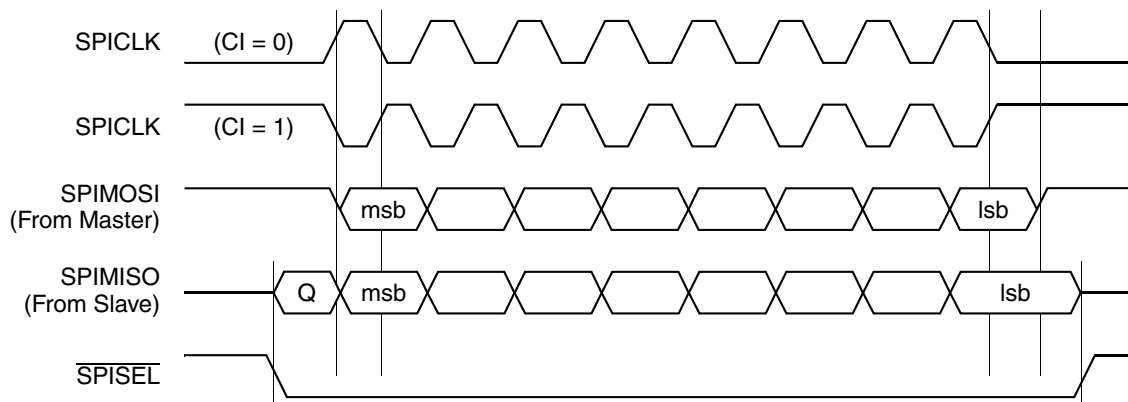 SPICLK (CI = 0)
SPICLK (CI = 1)
SPIMOSI
(From Master)
msb lsb
SPIMISO
(From Slave)
Q msb lsb
SPISEL